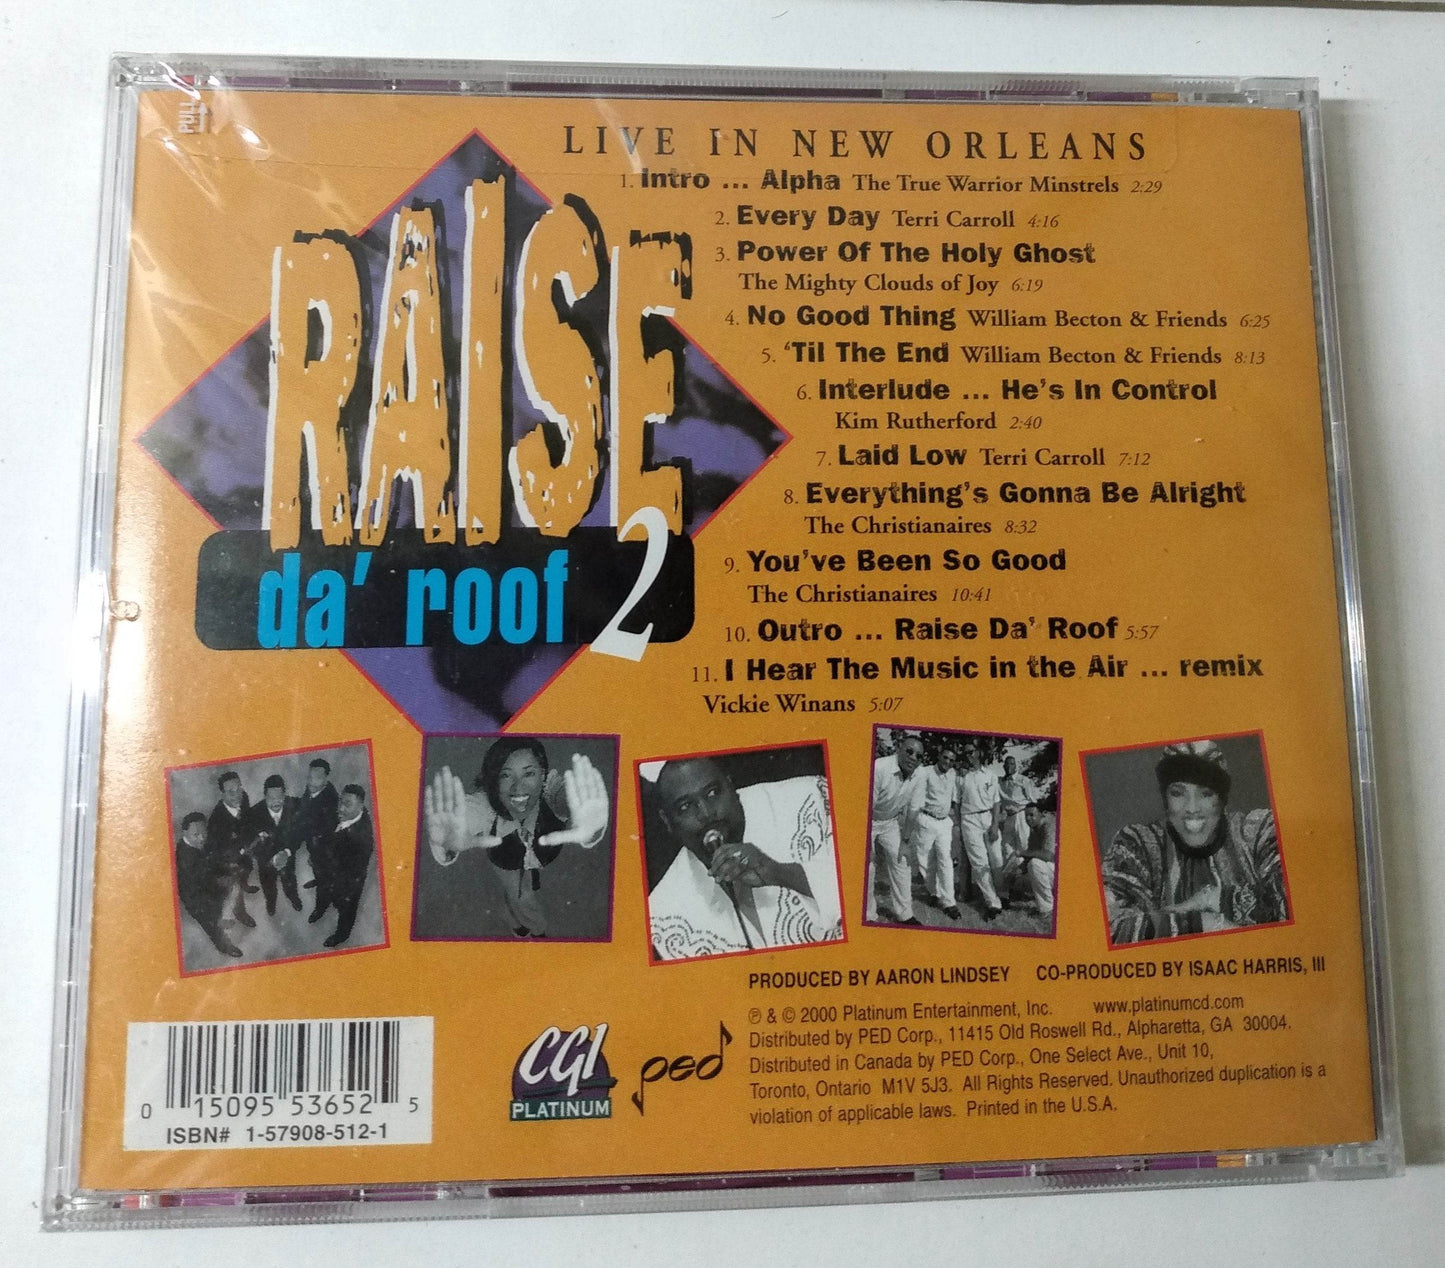 PULL
LIVE IN NEW ORLEANS
RAISE
da' roof 2
1. Intro ... Alpha The True Warrior Minstrels 2:29
2. Every Day Terri Carroll 4:16
3. Power Of The Holy Ghost
The Mighty Clouds of Joy 6:19
4. No Good Thing William Becton & Friends 6:25
5. 'Til The End William Becton & Friends 8:13
6. Interlude ... He's In Control
Kim Rutherford 2:40
7. Laid Low Terri Carroll 7:12
8. Everything's Gonna Be Alright
The Christianaires 8:32
9. You've Been So Good
The Christianaires 10:41
10. Outro ... Raise Da' Roof 5:57
11. I Hear The Music in the Air ... remix
Vickie Winans 5:07
PRODUCED BY AARON LINDSEY CO-PRODUCED BY ISAAC HARRIS, III
℗ & © 2000 Platinum Entertainment, Inc. www.platinumcd.com
Distributed by PED Corp., 11415 Old Roswell Rd., Alpharetta, GA 30004.
Distributed in Canada by PED Corp., One Select Ave., Unit 10,
Toronto, Ontario M1V 5J3. All Rights Reserved. Unauthorized duplication is a
violation of applicable laws. Printed in the U.S.A.
CGI
PLATINUM
ped
0 15095 53652 5
ISBN# 1-57908-512-1